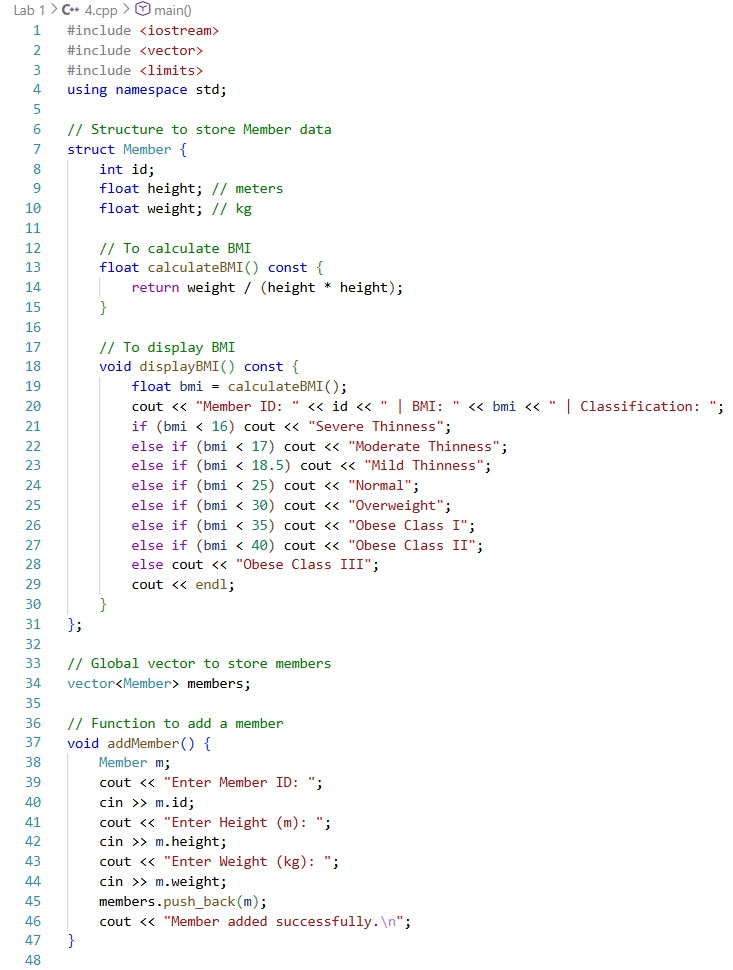 Lab 1 > C++ 4.cpp > main()
1 #include <iostream>
2 #include <vector>
3 #include <limits>
4 using namespace std;
5
6 // Structure to store Member data
7 struct Member {
8     int id;
9     float height; // meters
10     float weight; // kg
11
12     // To calculate BMI
13     float calculateBMI() const {
14         return weight / (height * height);
15     }
16
17     // To display BMI
18     void displayBMI() const {
19         float bmi = calculateBMI();
20         cout << "Member ID: " << id << " | BMI: " << bmi << " | Classification: ";
21         if (bmi < 16) cout << "Severe Thinness";
22         else if (bmi < 17) cout << "Moderate Thinness";
23         else if (bmi < 18.5) cout << "Mild Thinness";
24         else if (bmi < 25) cout << "Normal";
25         else if (bmi < 30) cout << "Overweight";
26         else if (bmi < 35) cout << "Obese Class I";
27         else if (bmi < 40) cout << "Obese Class II";
28         else cout << "Obese Class III";
29         cout << endl;
30     }
31 };
32
33 // Global vector to store members
34 vector<Member> members;
35
36 // Function to add a member
37 void addMember() {
38     Member m;
39     cout << "Enter Member ID: ";
40     cin >> m.id;
41     cout << "Enter Height (m): ";
42     cin >> m.height;
43     cout << "Enter Weight (kg): ";
44     cin >> m.weight;
45     members.push_back(m);
46     cout << "Member added successfully.\n";
47 }
48